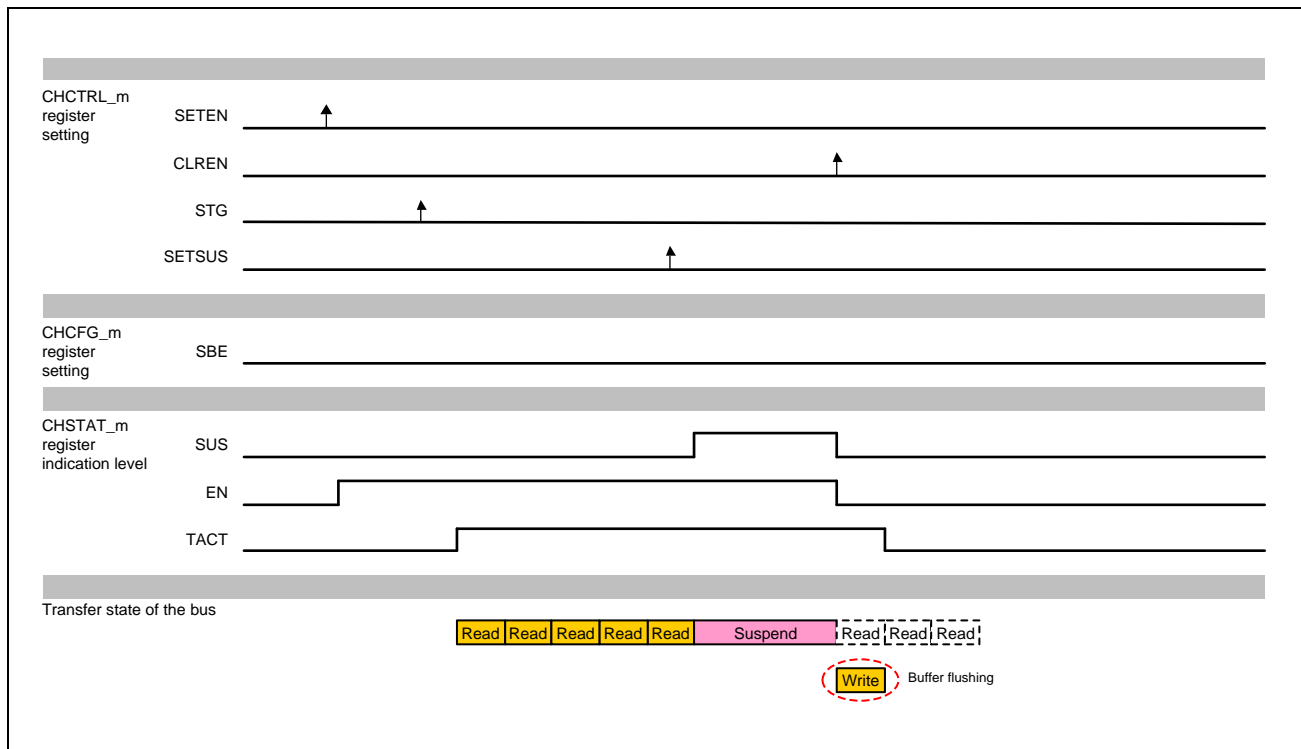 CHCTRL_m
register
setting
SETEN
CLREN
STG
SETSUS
CHCFG_m
register
setting
SBE
CHSTAT_m
register
indication level
SUS
EN
TACT
Transfer state of the bus
Read Read Read Read Read Suspend Read Read Read
Write Buffer flushing